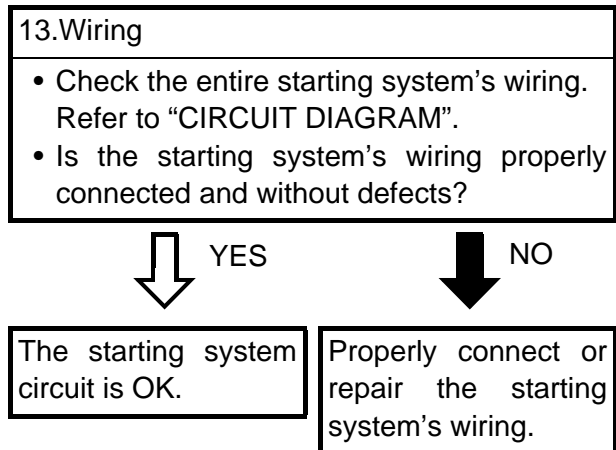 13.Wiring
• Check the entire starting system’s wiring.
Refer to “CIRCUIT DIAGRAM”.
• Is the starting system’s wiring properly
connected and without defects?
YES
NO
The starting system
circuit is OK.
Properly connect or
repair the starting
system’s wiring.